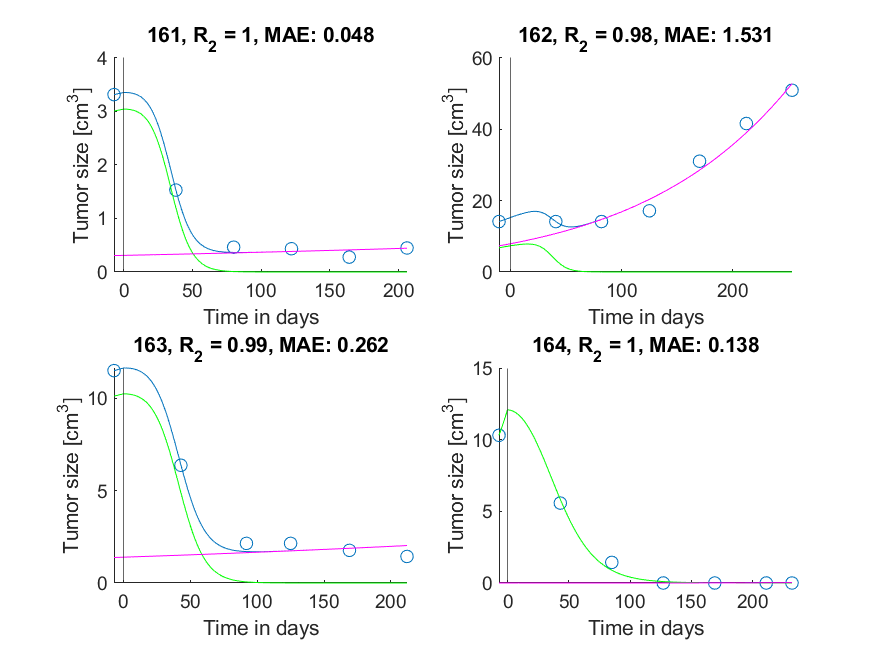 161, R₂ = 1, MAE: 0.048
Tumor size [cm³]
4
3
2
1
0
0 50 100 150 200
Time in days
162, R₂ = 0.98, MAE: 1.531
Tumor size [cm³]
60
40
20
0
0 100 200
Time in days
163, R₂ = 0.99, MAE: 0.262
Tumor size [cm³]
10
5
0
0 50 100 150 200
Time in days
164, R₂ = 1, MAE: 0.138
Tumor size [cm³]
15
10
5
0
0 50 100 150 200
Time in days